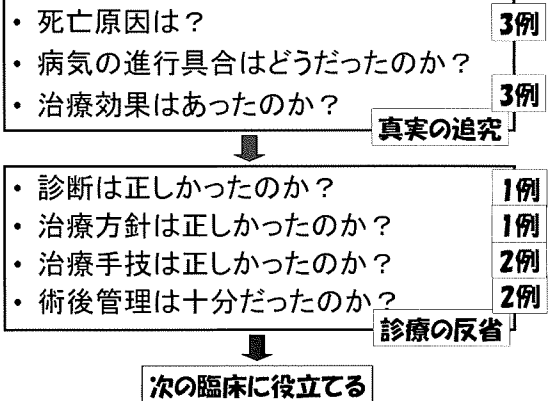 ・ 死亡原因は？ 3例
・ 病気の進行具合はどうだったのか？
・ 治療効果はあったのか？ 3例
真実の追究
・ 診断は正しかったのか？ 1例
・ 治療方針は正しかったのか？ 1例
・ 治療手技は正しかったのか？ 2例
・ 術後管理は十分だったのか？ 2例
診療の反省
次の臨床に役立てる